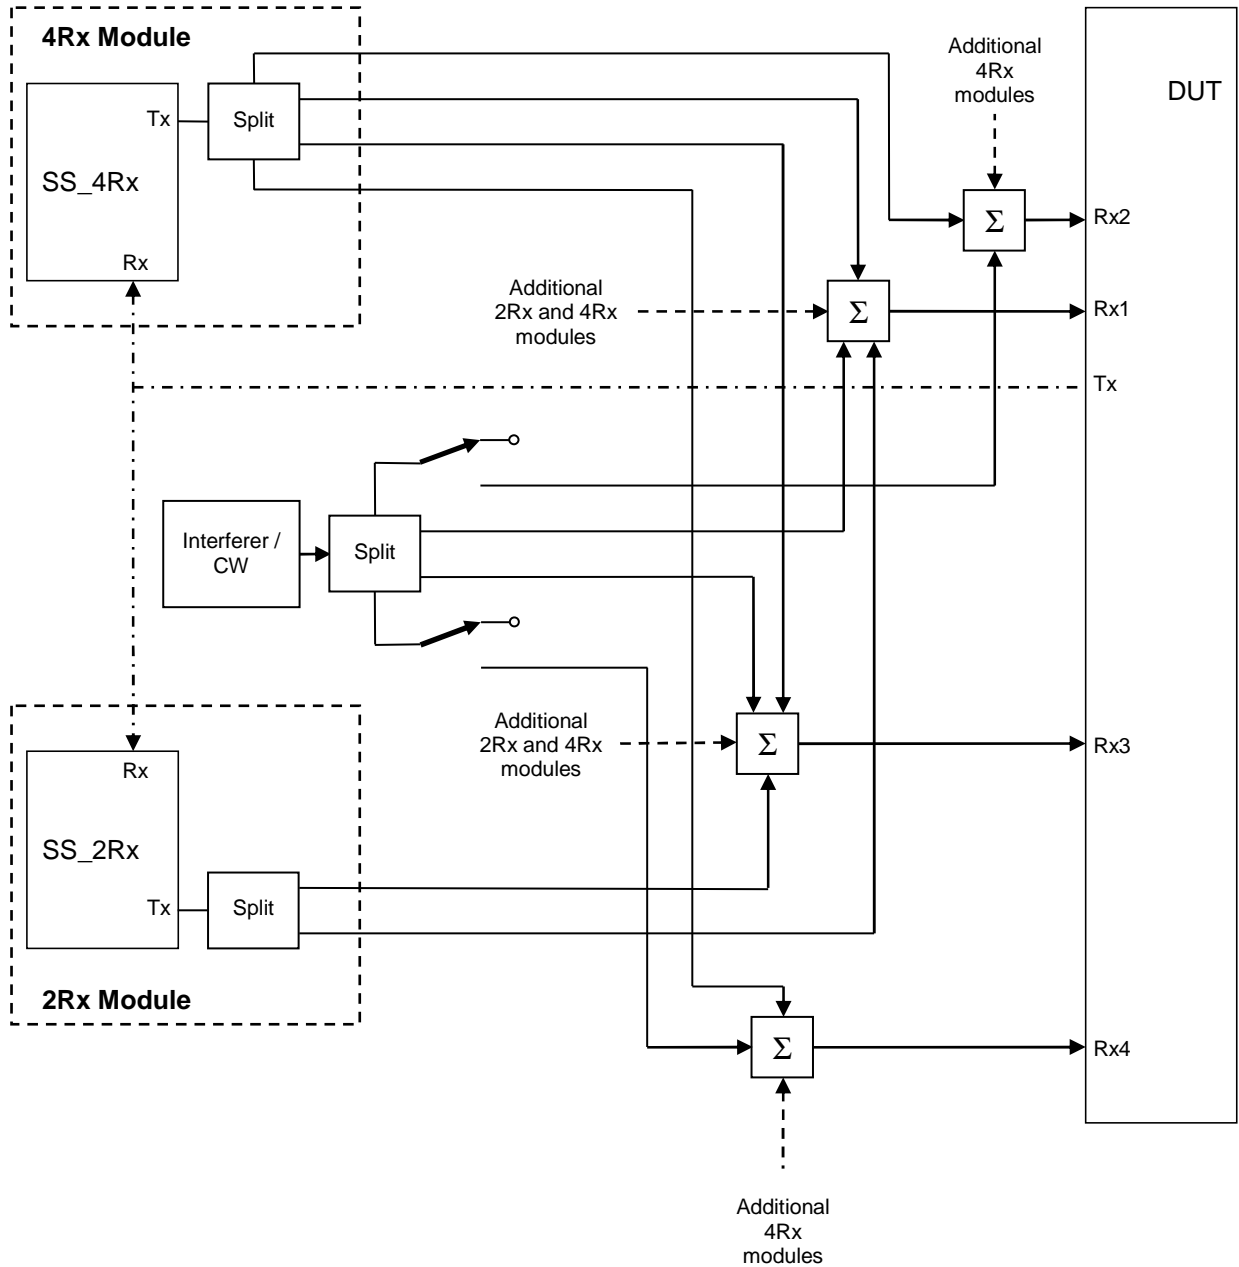 4Rx Module
Tx
Split
SS_4Rx
Rx
Additional
4Rx
modules
DUT
Σ
Rx2
Additional
2Rx and 4Rx
modules
Σ
Rx1
Tx
Interferer /
CW
Split
Additional
2Rx and 4Rx
modules
Σ
Rx3
Rx
SS_2Rx
Tx
Split
2Rx Module
Σ
Rx4
Additional
4Rx
modules